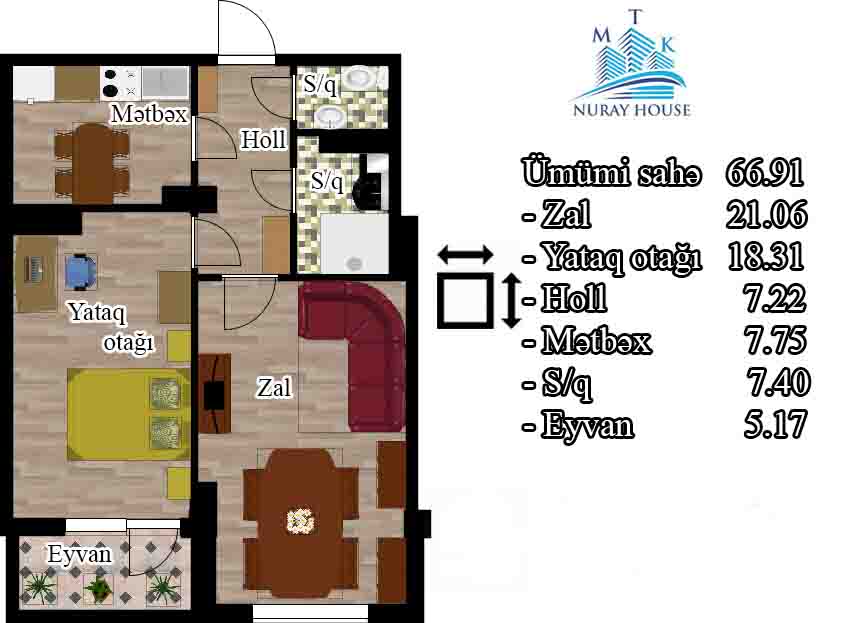 M T K
NURAY HOUSE
S/q
Mətbəx
Holl
S/q
Yataq
otağı
Zal
Eyvan
Ümümi sahə 66.91
- Zal 21.06
- Yataq otağı 18.31
- Holl 7.22
- Mətbəx 7.75
- S/q 7.40
- Eyvan 5.17